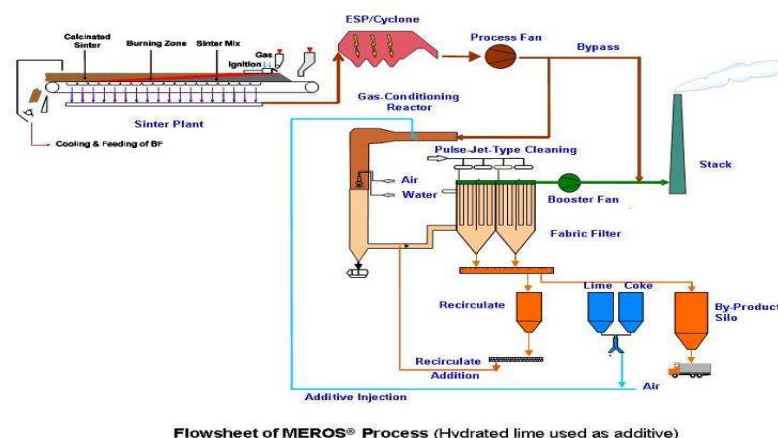 ESP/Cyclone
Process Fan
Bypass
Calcinated
Sinter
Burning Zone
Sinter Mix
Gas
Ignition
Sinter Plant
Cooling & Feeding of BF
Gas-Conditioning
Reactor
Pulse-Jet-Type Cleaning
Air
Water
Stack
Booster Fan
Fabric Filter
Recirculate
Lime
Coke
By-Product
Silo
Recirculate
Addition
Additive Injection
Air
Flowsheet of MEROS® Process (Hydrated lime used as additive)